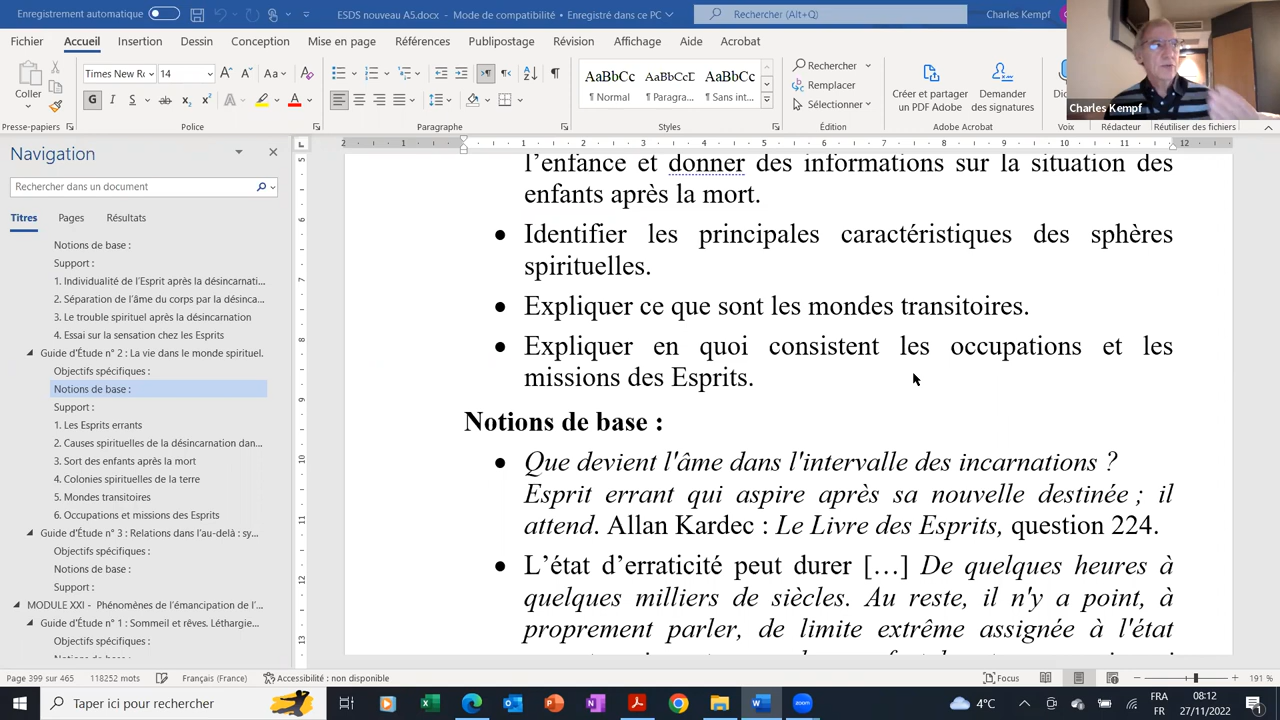 Enregistrement automatique
ESDS nouveau A5.docx • Mode de compatibilité • Enregistré dans ce PC
Rechercher (Alt+Q)
Charles Kempf
Fichier Accueil Insertion Dessin Conception Mise en page Références Publipostage Révision Affichage Aide Acrobat
Coller
Times New Ro 14
AaBbCc AaBbCcD AaBbCc
¶ Normal ¶ Paragra... ¶ Sans int...
Rechercher
Remplacer
Sélectionner
Créer et partager un PDF Adobe
Demander des signatures
Charles Kempf
Presse-papiers Police Paragraphe Styles Édition Adobe Acrobat Voix Rédacteur Réutiliser des fichiers
Navigation
Rechercher dans un document
Titres Pages Résultats
Notions de base :
Support :
1. Individualité de l'Esprit après la désincarnati...
2. Séparation de l'âme du corps par la désinca...
3. Le trouble spirituel après la désincarnation
4. Essai sur la sensation chez les Esprits
Guide d'Étude n° 2 : La vie dans le monde spirituel.
Objectifs spécifiques :
Notions de base :
Support :
1. Les Esprits errants
2. Causes spirituelles de la désincarnation dan...
3. Sort des enfants après la mort
4. Colonies spirituelles de la terre
5. Mondes transitoires
6. Occupations et missions des Esprits
Guide d'Étude n° 3 : Relations dans l'au-delà : sy...
Objectifs spécifiques :
Notions de base :
Support :
MODULE XXI - Phénomènes de l'émancipation de l'...
Guide d'Étude n° 1 : Sommeil et rêves. Léthargie...
Objectifs spécifiques :
l'enfance et donner des informations sur la situation des
enfants après la mort.
• Identifier les principales caractéristiques des sphères
spirituelles.
• Expliquer ce que sont les mondes transitoires.
• Expliquer en quoi consistent les occupations et les
missions des Esprits.
Notions de base :
• Que devient l'âme dans l'intervalle des incarnations ?
Esprit errant qui aspire après sa nouvelle destinée ; il
attend. Allan Kardec : Le Livre des Esprits, question 224.
• L'état d'erraticité peut durer […] De quelques heures à
quelques milliers de siècles. Au reste, il n'y a point, à
proprement parler, de limite extrême assignée à l'état
Page 399 sur 465 118252 mots Français (France) Accessibilité : non disponible Focus 191 %
Taper ici pour rechercher
4°C
FR
08:12
27/11/2022